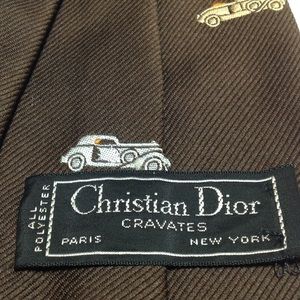 ALL
POLYESTER
Christian Dior
CRAVATES
PARIS NEW YORK